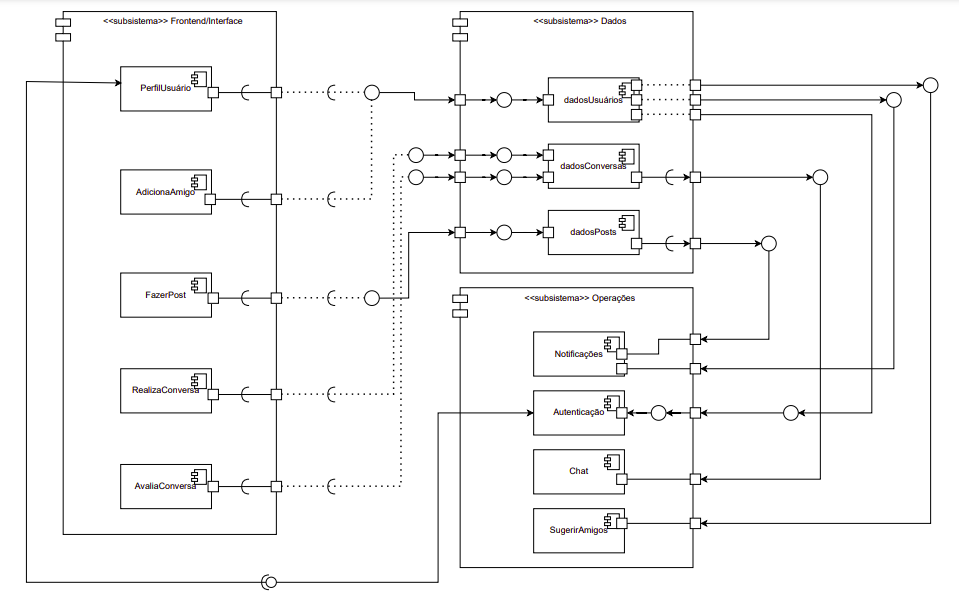 <<subsistema>> Frontend/Interface
PerfilUsuário
AdicionaAmigo
FazerPost
RealizaConversa
AvaliaConversa
<<subsistema>> Dados
dadosUsuários
dadosConversas
dadosPosts
<<subsistema>> Operações
Notificações
Autenticação
Chat
SugerirAmigos